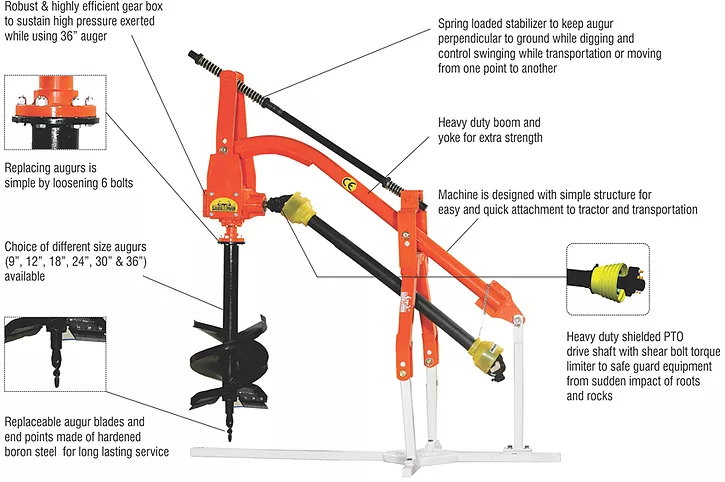 Robust & highly efficient gear box
to sustain high pressure exerted
while using 36” auger
Spring loaded stabilizer to keep augur
perpendicular to ground while digging and
control swinging while transportation or moving
from one point to another
Heavy duty boom and
yoke for extra strength
Replacing augurs is
simple by loosening 6 bolts
Machine is designed with simple structure for
easy and quick attachment to tractor and transportation
CE
Choice of different size augurs
(9”, 12”, 18”, 24”, 30” & 36”)
available
Heavy duty shielded PTO
drive shaft with shear bolt torque
limiter to safe guard equipment
from sudden impact of roots
and rocks
Replaceable augur blades and
end points made of hardened
boron steel for long lasting service